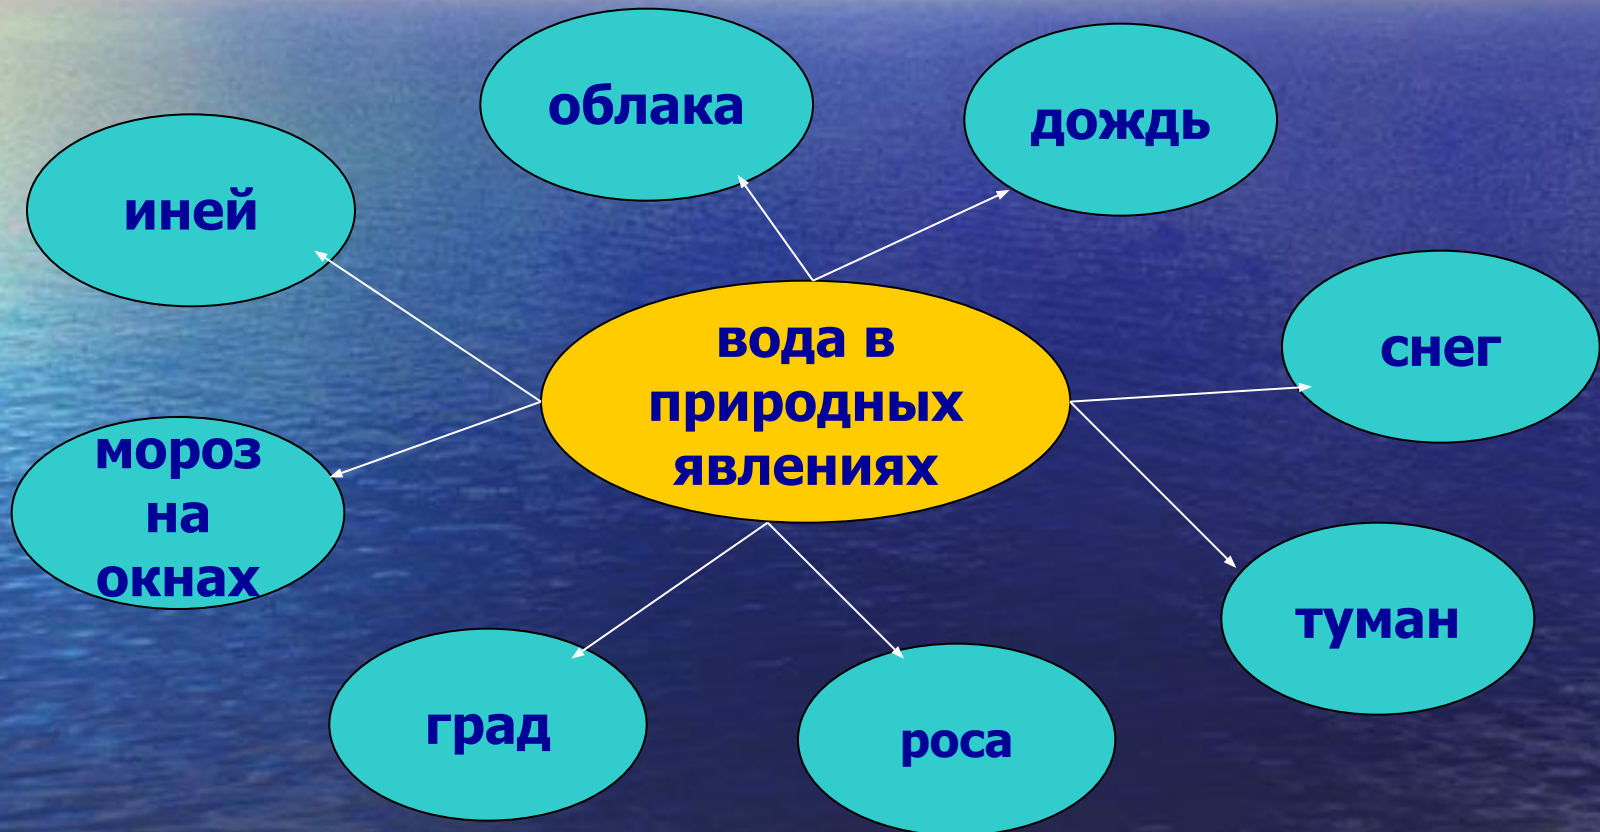 облака
дождь
иней
вода в
природных
явлениях
снег
мороз
на
окнах
туман
град
роса